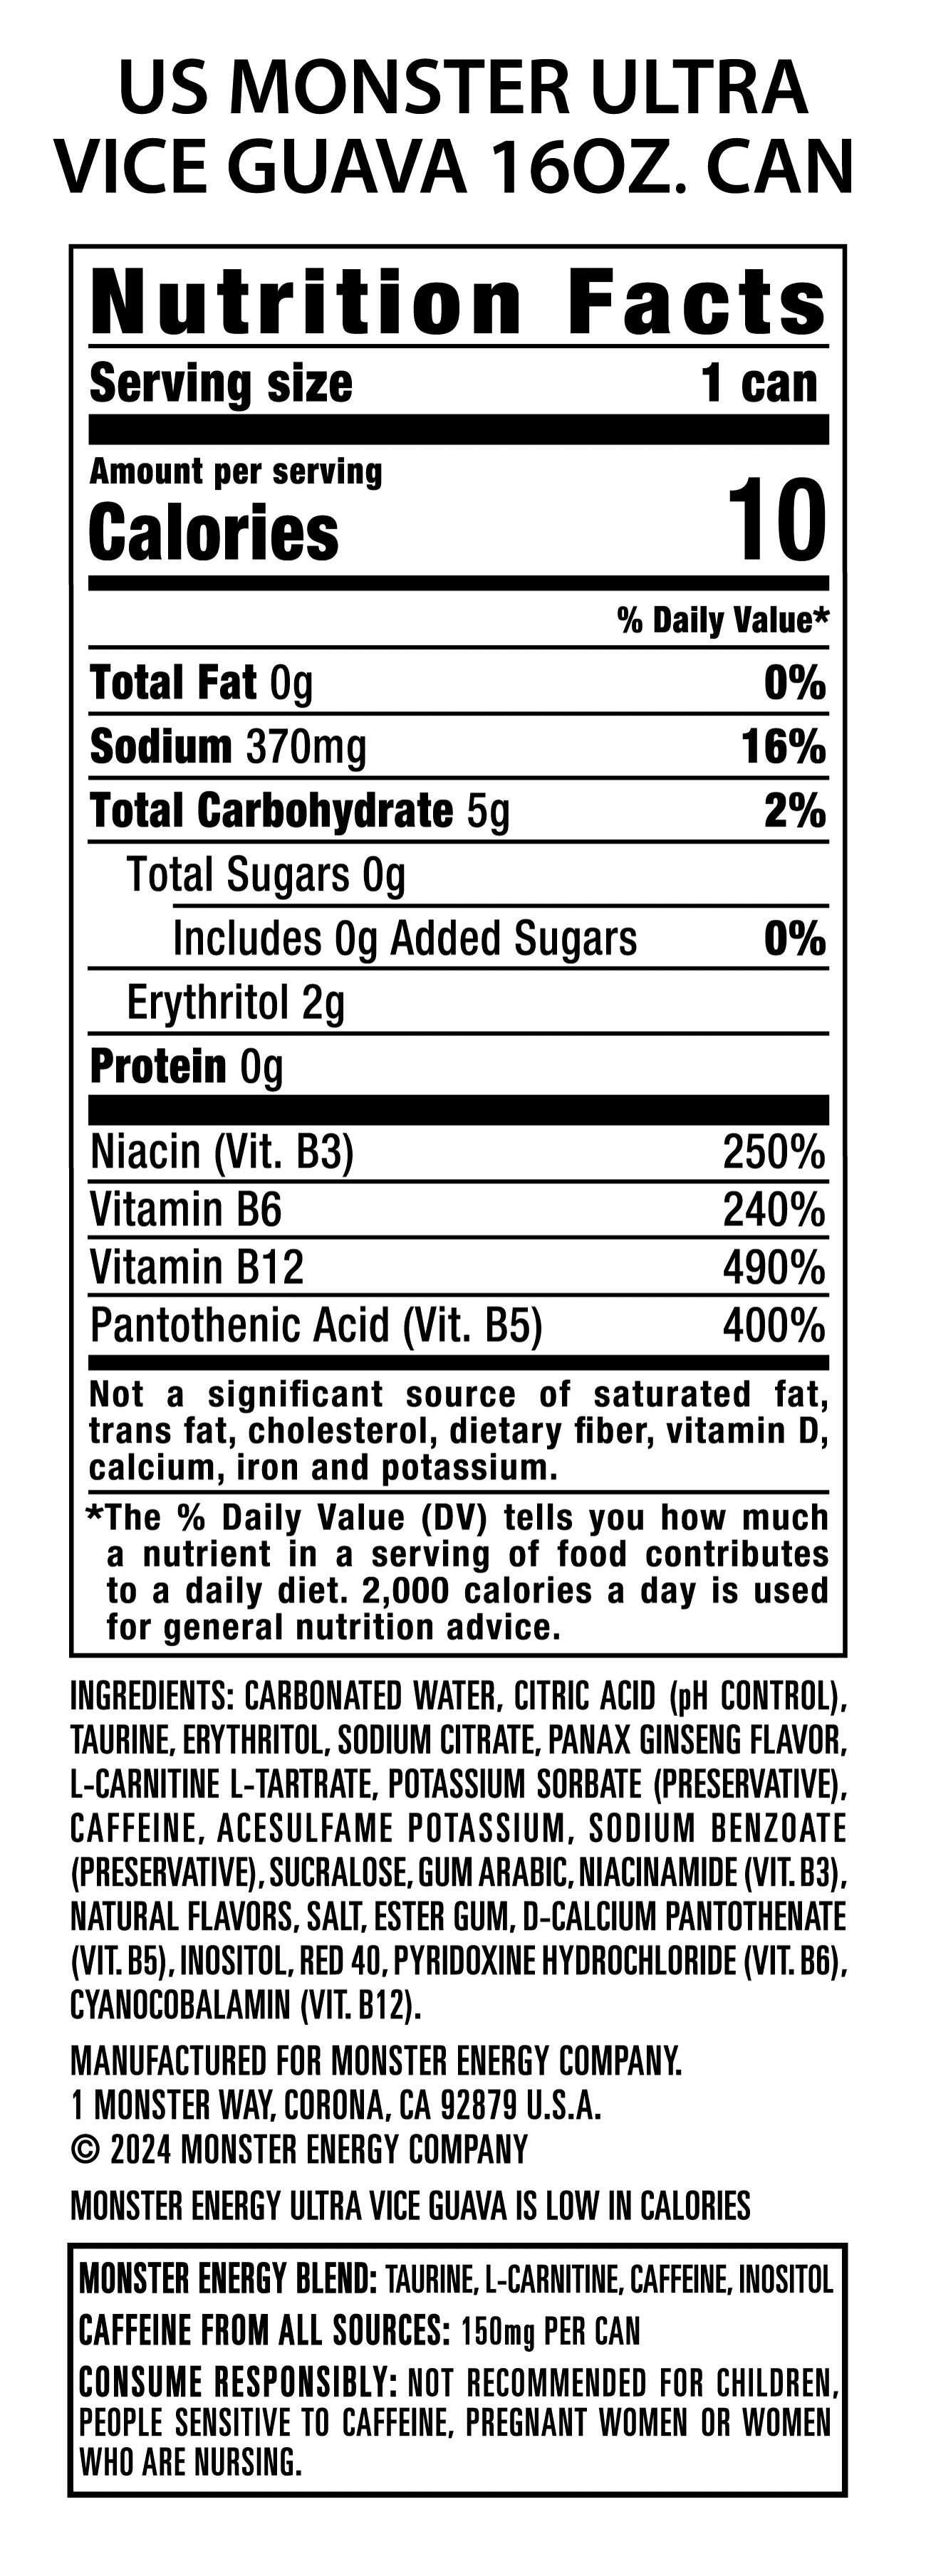 US MONSTER ULTRA
VICE GUAVA 16OZ. CAN
Nutrition Facts
Serving size 1 can
Amount per serving
Calories 10
% Daily Value*
Total Fat 0g 0%
Sodium 370mg 16%
Total Carbohydrate 5g 2%
Total Sugars 0g
Includes 0g Added Sugars 0%
Erythritol 2g
Protein 0g
Niacin (Vit. B3) 250%
Vitamin B6 240%
Vitamin B12 490%
Pantothenic Acid (Vit. B5) 400%
Not a significant source of saturated fat,
trans fat, cholesterol, dietary fiber, vitamin D,
calcium, iron and potassium.
*The % Daily Value (DV) tells you how much
a nutrient in a serving of food contributes
to a daily diet. 2,000 calories a day is used
for general nutrition advice.
INGREDIENTS: CARBONATED WATER, CITRIC ACID (pH CONTROL),
TAURINE, ERYTHRITOL, SODIUM CITRATE, PANAX GINSENG FLAVOR,
L-CARNITINE L-TARTRATE, POTASSIUM SORBATE (PRESERVATIVE),
CAFFEINE, ACESULFAME POTASSIUM, SODIUM BENZOATE
(PRESERVATIVE), SUCRALOSE, GUM ARABIC, NIACINAMIDE (VIT. B3),
NATURAL FLAVORS, SALT, ESTER GUM, D-CALCIUM PANTOTHENATE
(VIT. B5), INOSITOL, RED 40, PYRIDOXINE HYDROCHLORIDE (VIT. B6),
CYANOCOBALAMIN (VIT. B12).
MANUFACTURED FOR MONSTER ENERGY COMPANY.
1 MONSTER WAY, CORONA, CA 92879 U.S.A.
© 2024 MONSTER ENERGY COMPANY
MONSTER ENERGY ULTRA VICE GUAVA IS LOW IN CALORIES
MONSTER ENERGY BLEND: TAURINE, L-CARNITINE, CAFFEINE, INOSITOL
CAFFEINE FROM ALL SOURCES: 150mg PER CAN
CONSUME RESPONSIBLY: NOT RECOMMENDED FOR CHILDREN,
PEOPLE SENSITIVE TO CAFFEINE, PREGNANT WOMEN OR WOMEN
WHO ARE NURSING.